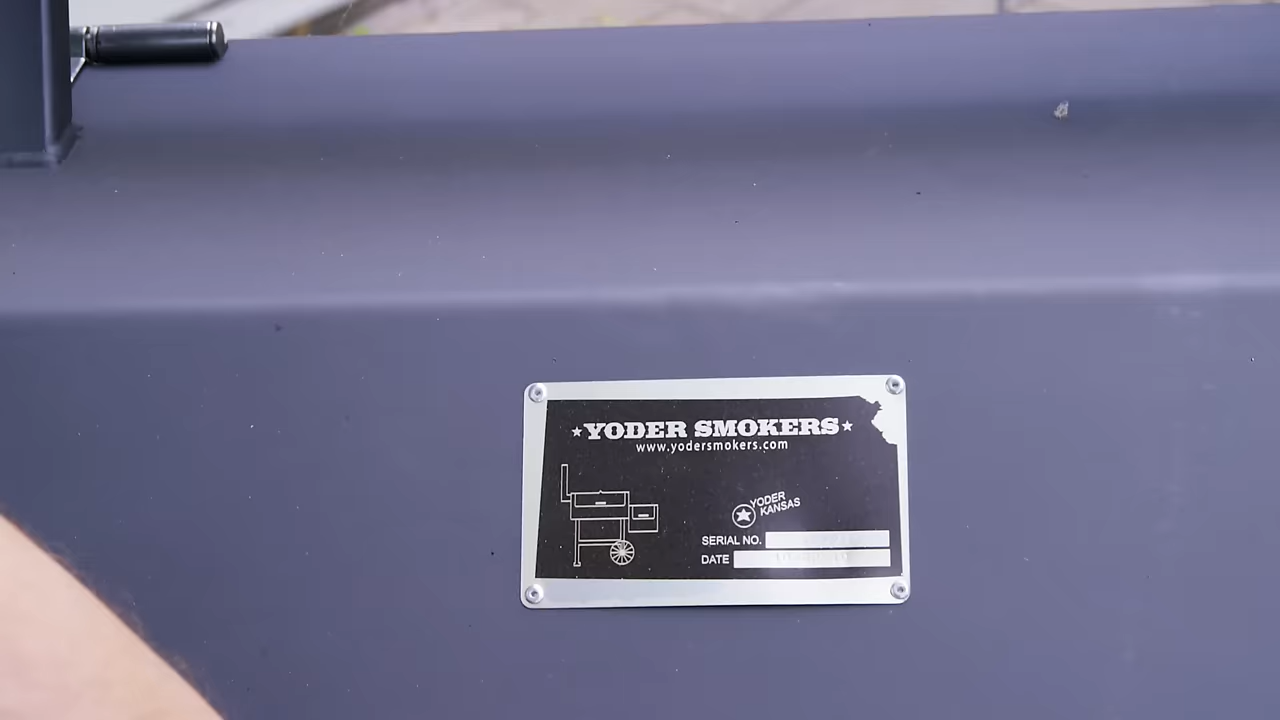 YODER SMOKERS
www.yodersmokers.com
YODER
KANSAS
SERIAL NO.
DATE